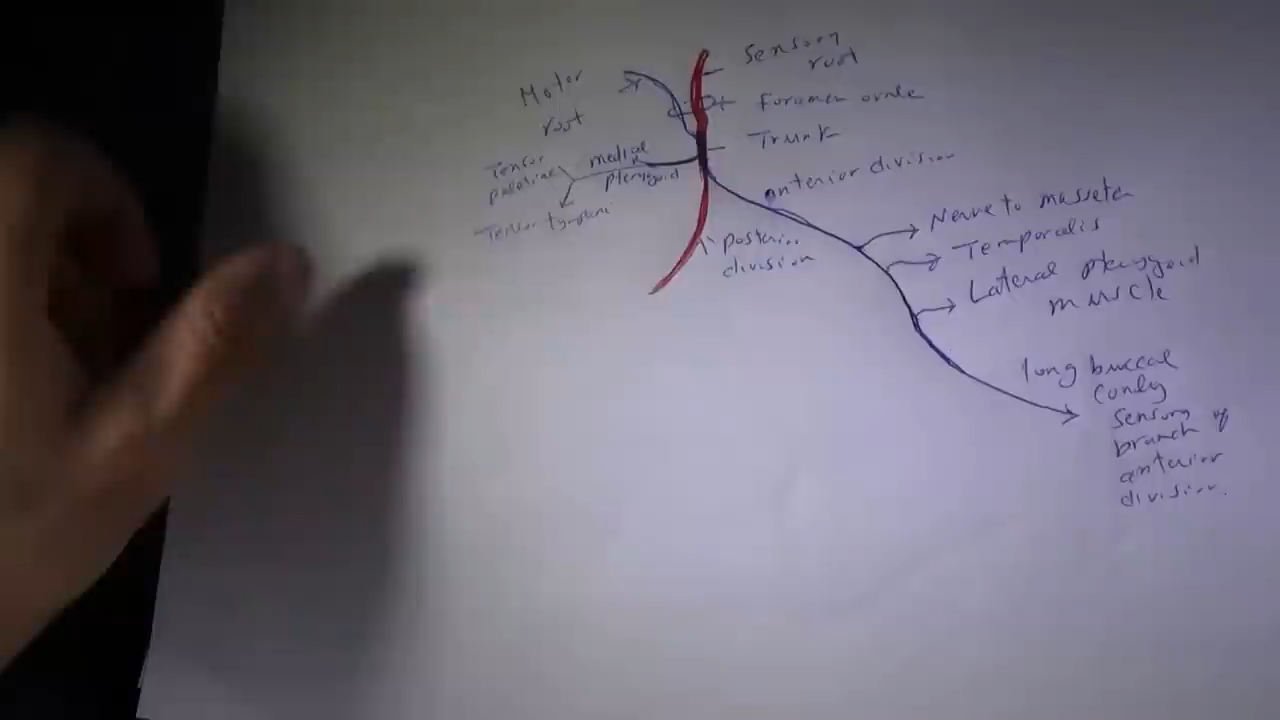 Sensory
root
Motor
root
Foramen ovale
Trunk
Tensor
palatine
medial
pterygoid
Tensor tympani
anterior division
posterior
division
Nerve to masseter
Temporalis
Lateral pterygoid
muscle
long buccal
only
sensory
branch of
anterior
division.